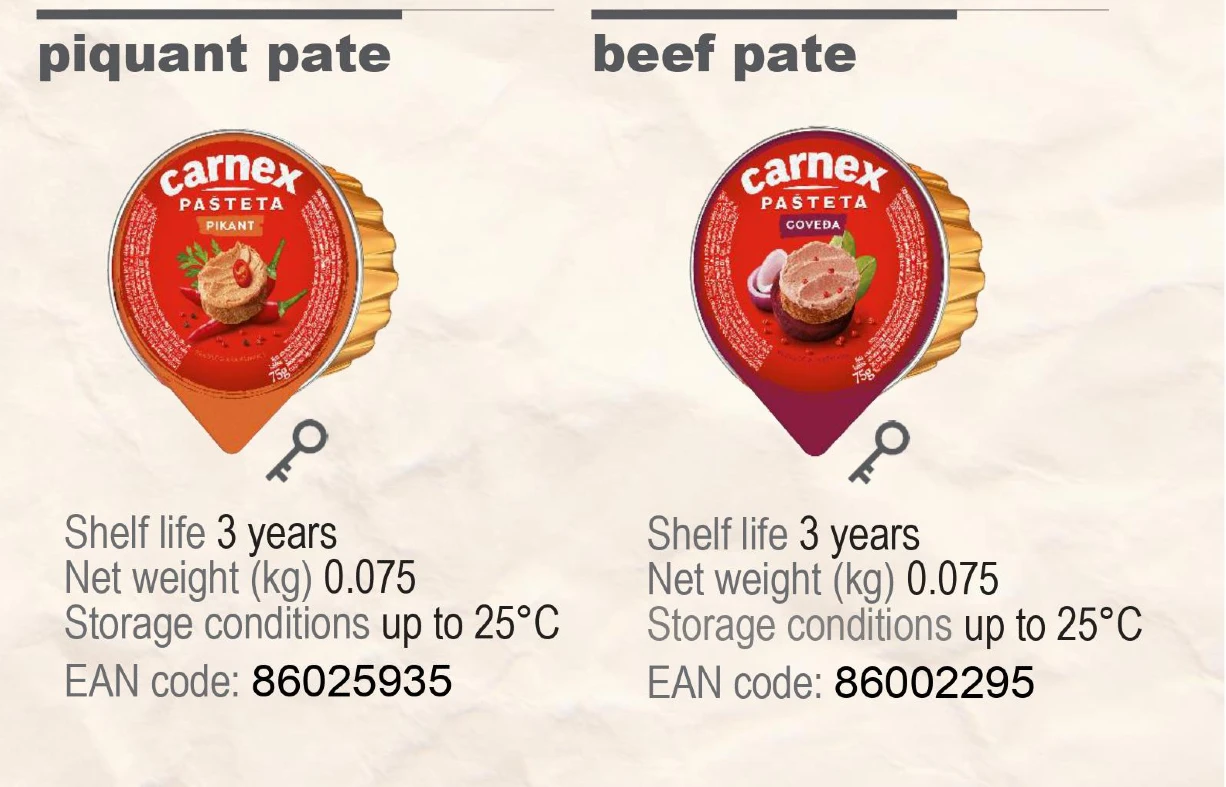 piquant pate
carnex
PAŠTETA
PIKANT
75g
Shelf life 3 years
Net weight (kg) 0.075
Storage conditions up to 25°C
EAN code: 86025935
beef pate
carnex
PAŠTETA
GOVEĐA
75g
Shelf life 3 years
Net weight (kg) 0.075
Storage conditions up to 25°C
EAN code: 86002295